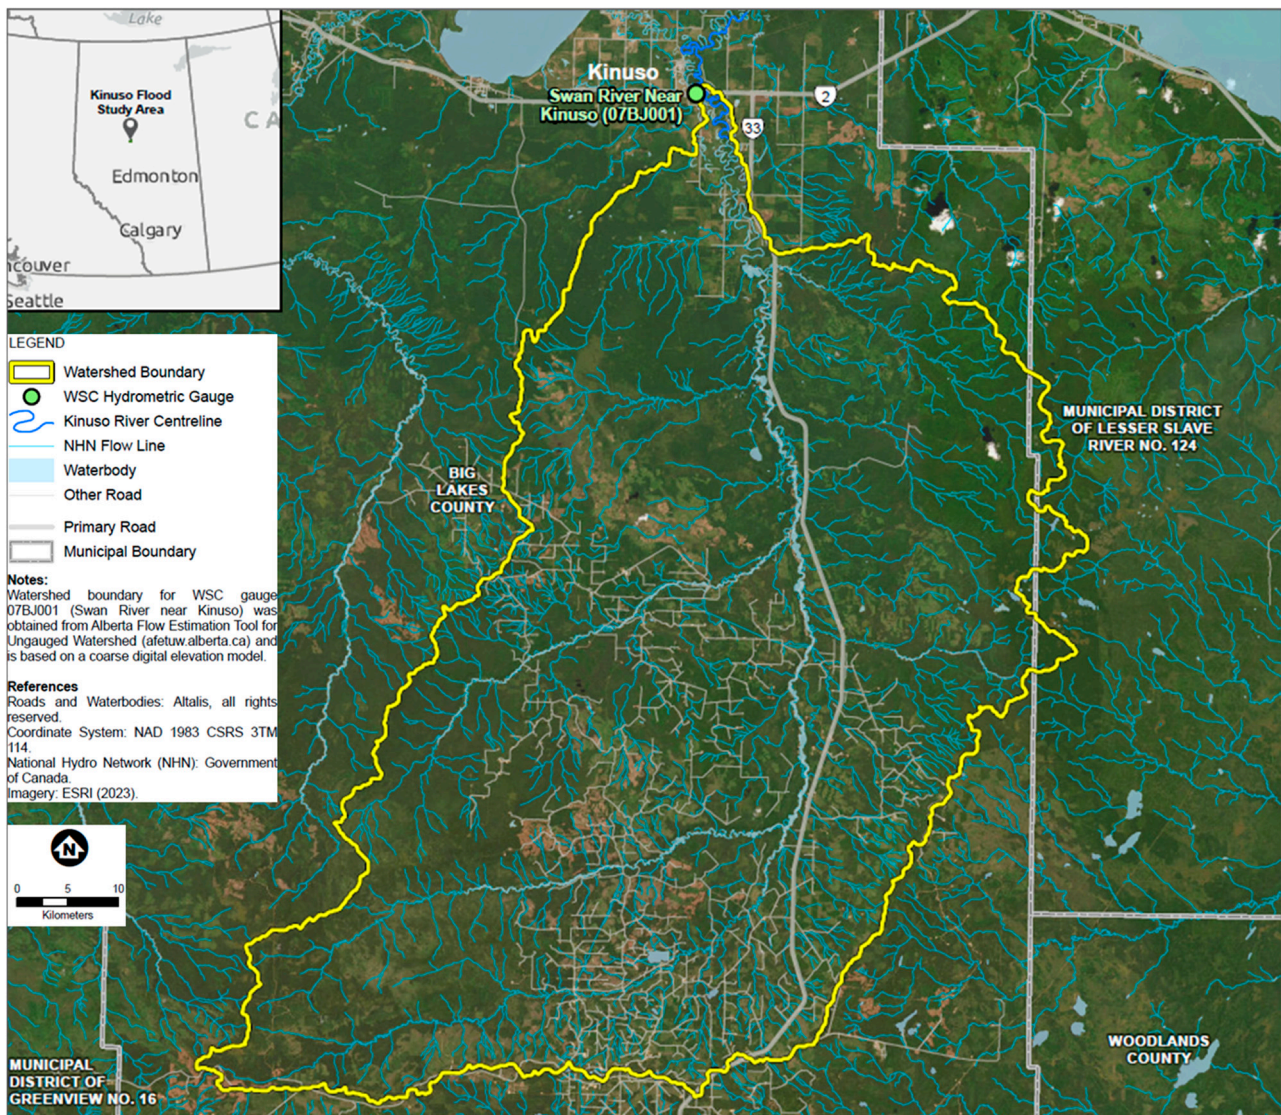 Lake
Kinuso Flood
Study Area
CA
Edmonton
Calgary
ncouver
Seattle
Kinuso
Swan River Near
Kinuso (07BJ001)
2
33
LEGEND
Watershed Boundary
WSC Hydrometric Gauge
Kinuso River Centreline
NHN Flow Line
Waterbody
Other Road
Primary Road
Municipal Boundary
Notes:
Watershed boundary for WSC gauge
07BJ001 (Swan River near Kinuso) was
obtained from Alberta Flow Estimation Tool for
Ungauged Watershed (afetuw.alberta.ca) and
is based on a coarse digital elevation model.
References
Roads and Waterbodies: Altalis, all rights
reserved.
Coordinate System: NAD 1983 CSRS 3TM
114.
National Hydro Network (NHN): Government
of Canada.
Imagery: ESRI (2023).
N
0 5 10
Kilometers
BIG
LAKES
COUNTY
MUNICIPAL DISTRICT
OF LESSER SLAVE
RIVER NO. 124
WOODLANDS
COUNTY
MUNICIPAL
DISTRICT OF
GREENVIEW NO. 16